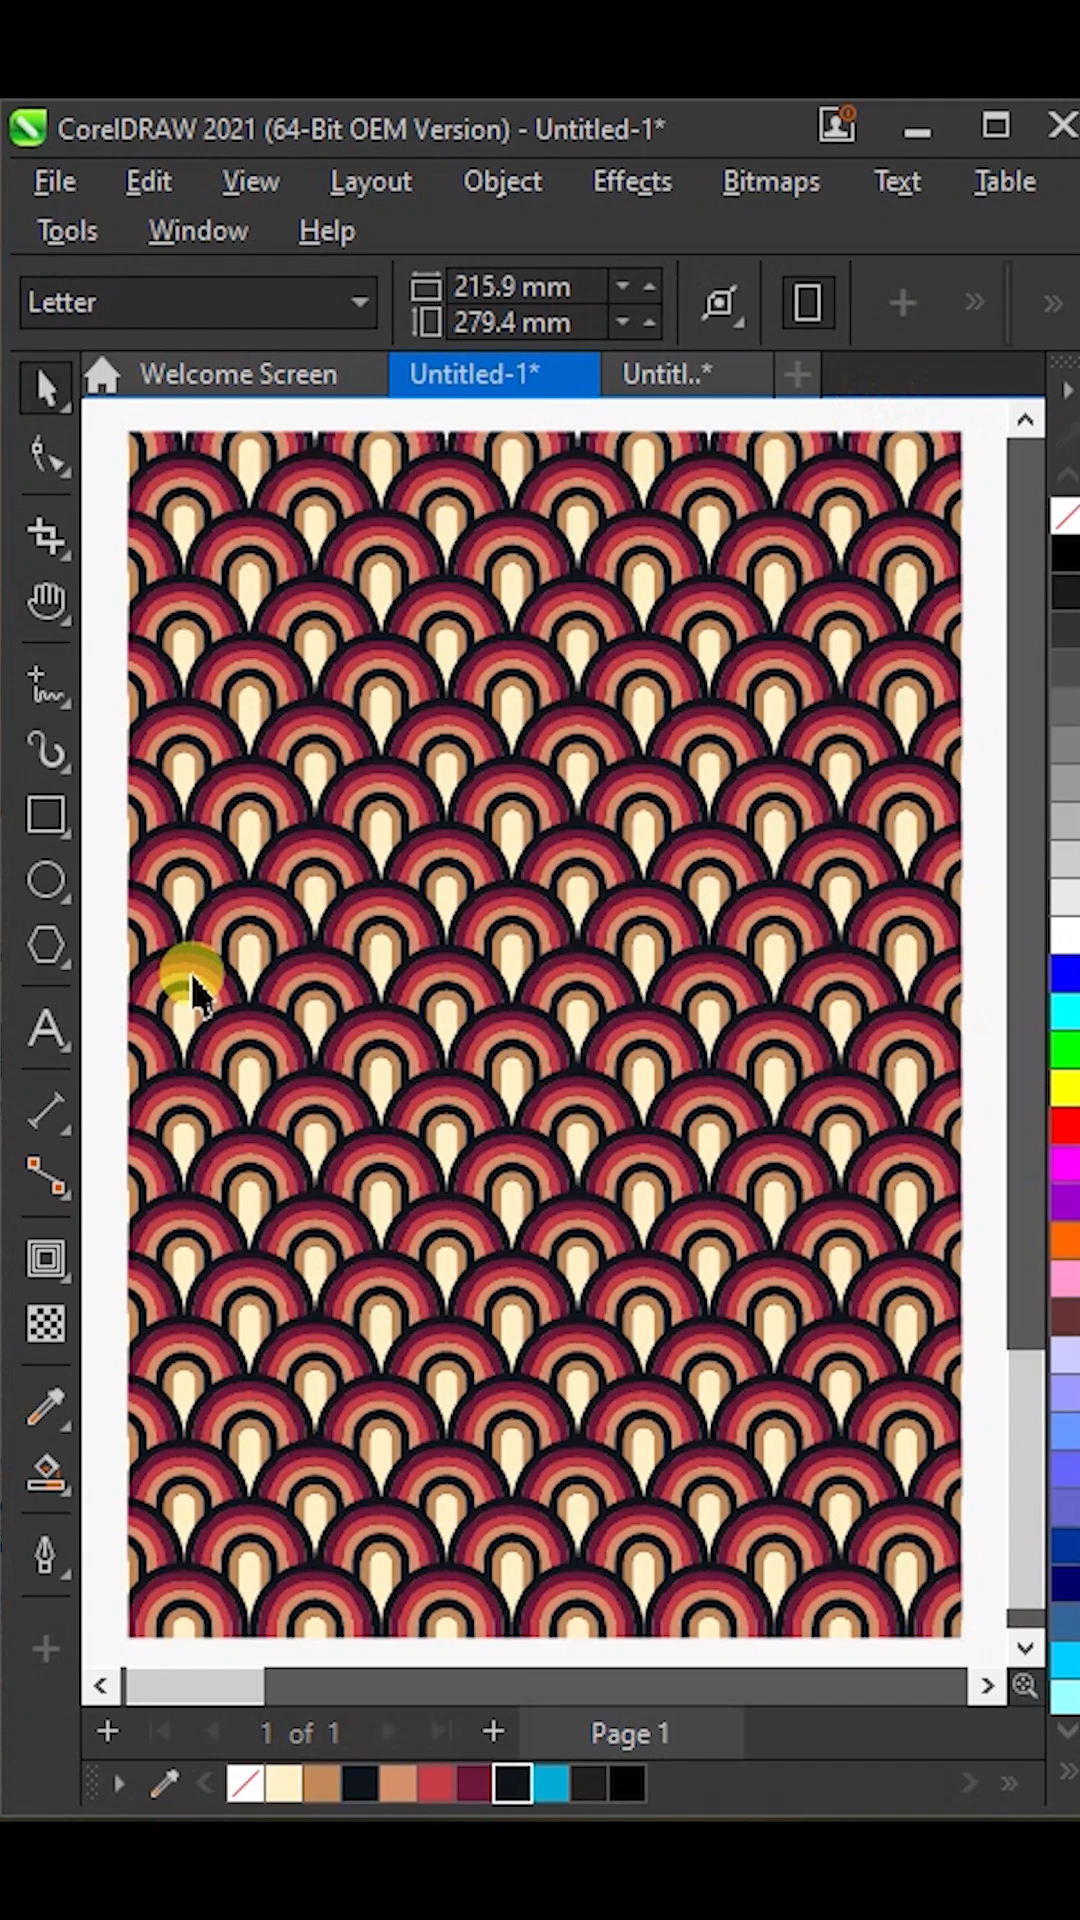 CorelDRAW 2021 (64-Bit OEM Version) - Untitled-1*
File Edit View Layout Object Effects Bitmaps Text Table
Tools Window Help
Letter
215.9 mm
279.4 mm
Welcome Screen Untitled-1* Untitl..*
1 of 1 Page 1